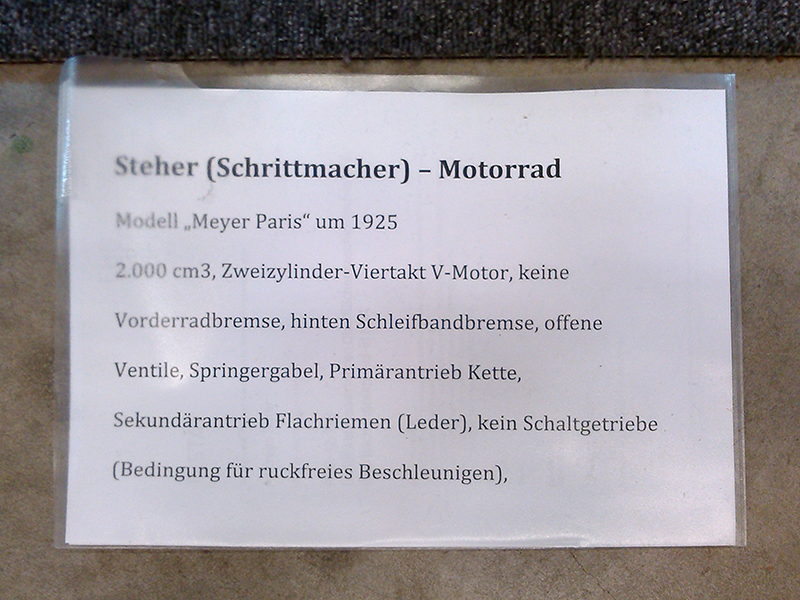 Steher (Schrittmacher) – Motorrad
Modell „Meyer Paris“ um 1925
2.000 cm3, Zweizylinder-Viertakt V-Motor, keine
Vorderradbremse, hinten Schleifbandbremse, offene
Ventile, Springergabel, Primärantrieb Kette,
Sekundärantrieb Flachriemen (Leder), kein Schaltgetriebe
(Bedingung für ruckfreies Beschleunigen),